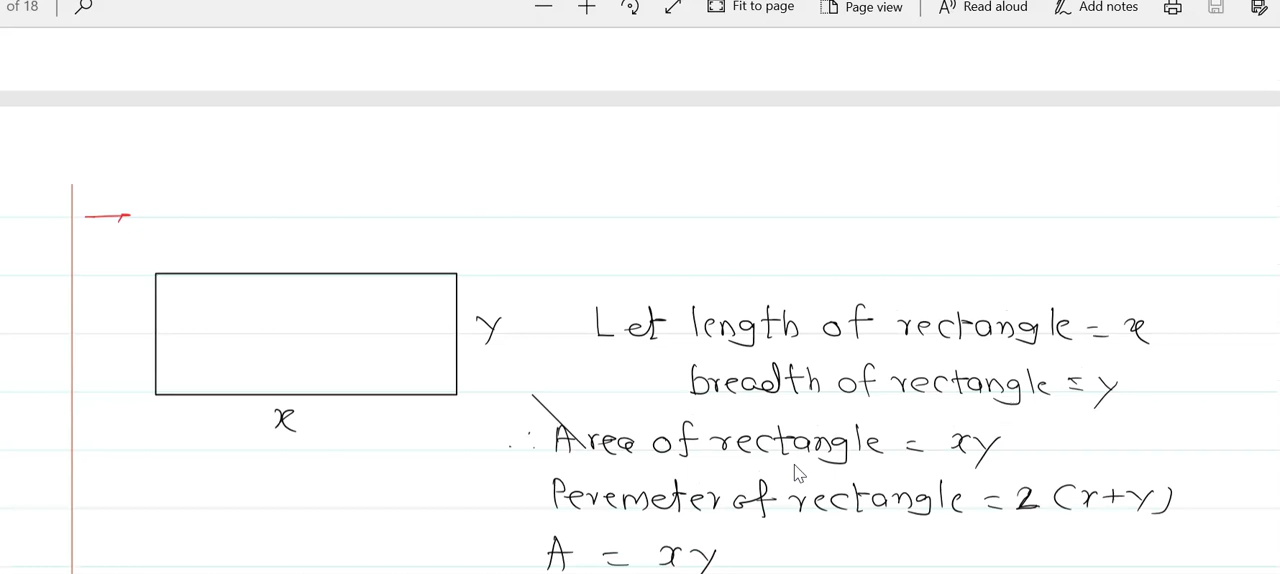 of 18 Fit to page Page view A Read aloud Add notes
y Let length of rectangle = x
breadth of rectangle = y
x
∴ Area of rectangle = xy
Peremeter of rectangle = 2 (x+y)
A = xy